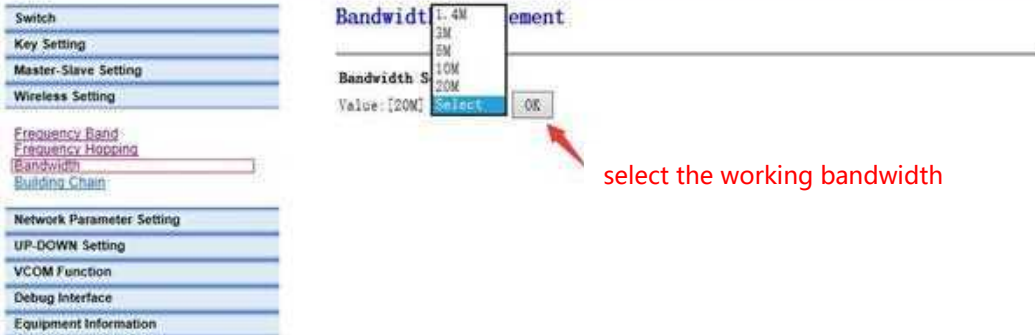 Switch
Key Setting
Master-Slave Setting
Wireless Setting
Frequency Band
Frequency Hopping
Bandwidth
Building Chain
Network Parameter Setting
UP-DOWN Setting
VCOM Function
Debug Interface
Equipment Information
Bandwidt ement
1.4M
3M
5M
10M
20M
Select
Bandwidth S
Value:[20M]
OK
select the working bandwidth